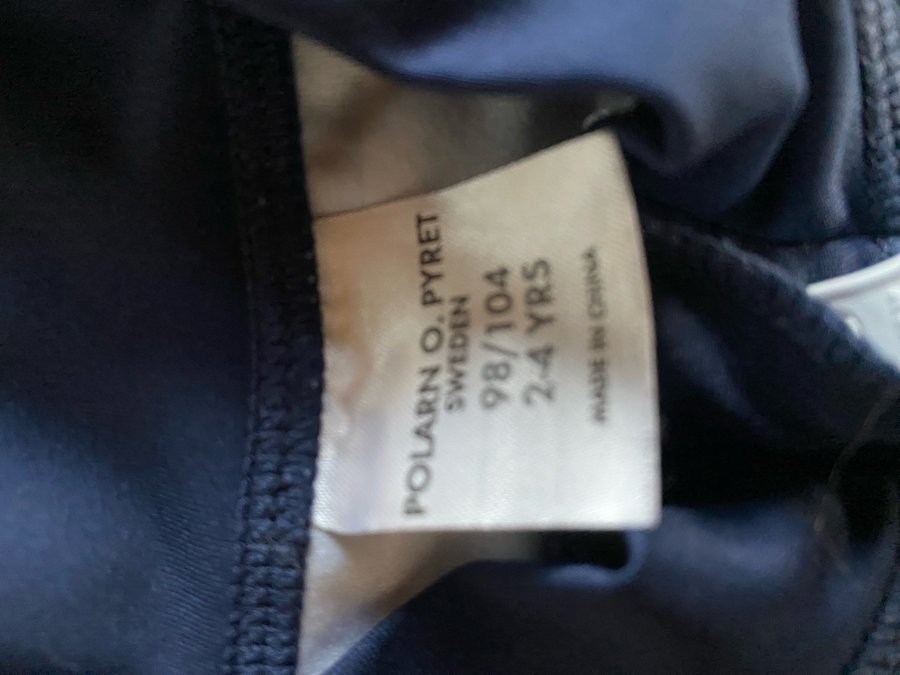 POLARN O. PYRET
SWEDEN
98/104
2-4 YRS
MADE IN CHINA